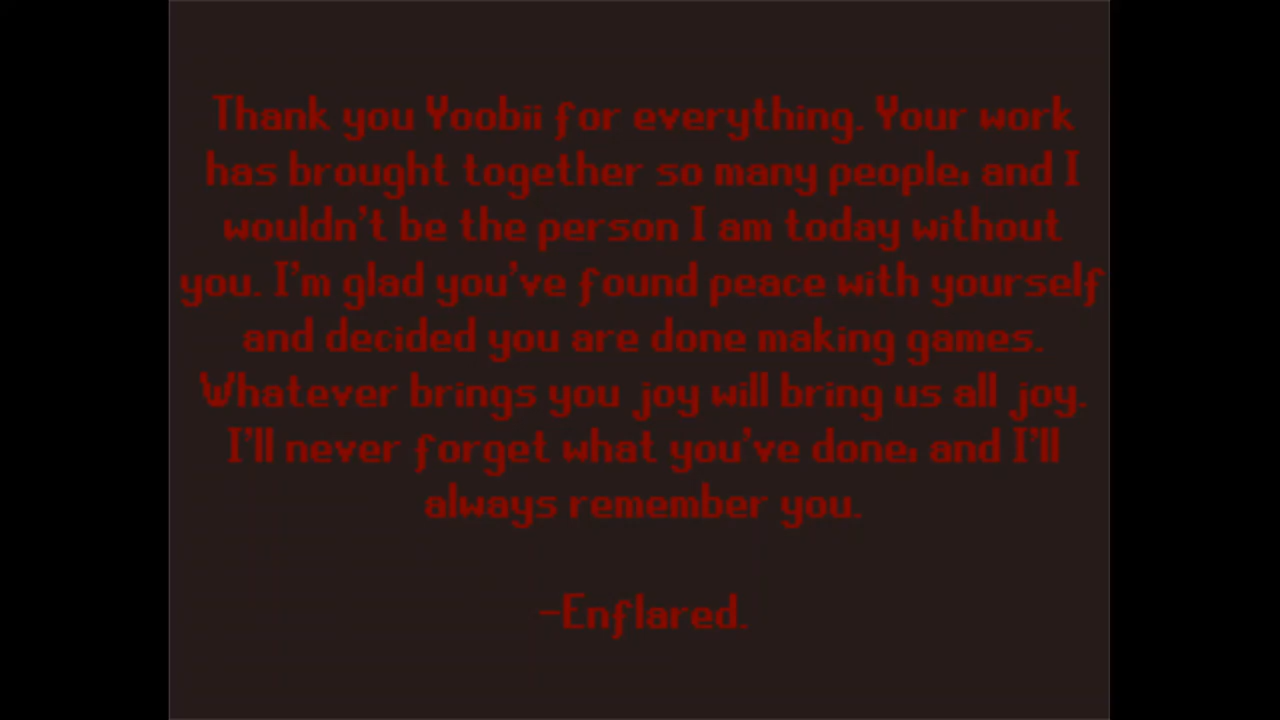 Thank you Yoobii for everything. Your work
has brought together so many people, and I
wouldn't be the person I am today without
you. I'm glad you've found peace with yourself
and decided you are done making games.
Whatever brings you joy will bring us all joy.
I'll never forget what you've done, and I'll
always remember you.
-Enflared.